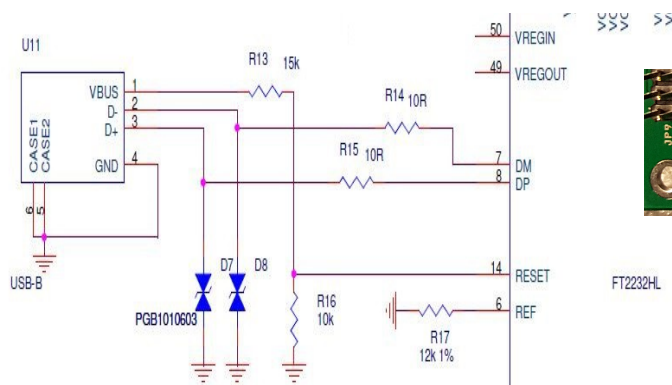 50
VREGIN
49
VREGOUT
U11
R13 15k
VBUS
1
D-
2
D+
3
GND
4
CASE1
CASE2
6
5
USB-B
R14 10R
R15 10R
7
DM
8
DP
14
RESET
6
REF
D7 D8
PGB1010603
R16
10k
R17
12k 1%
FT2232HL